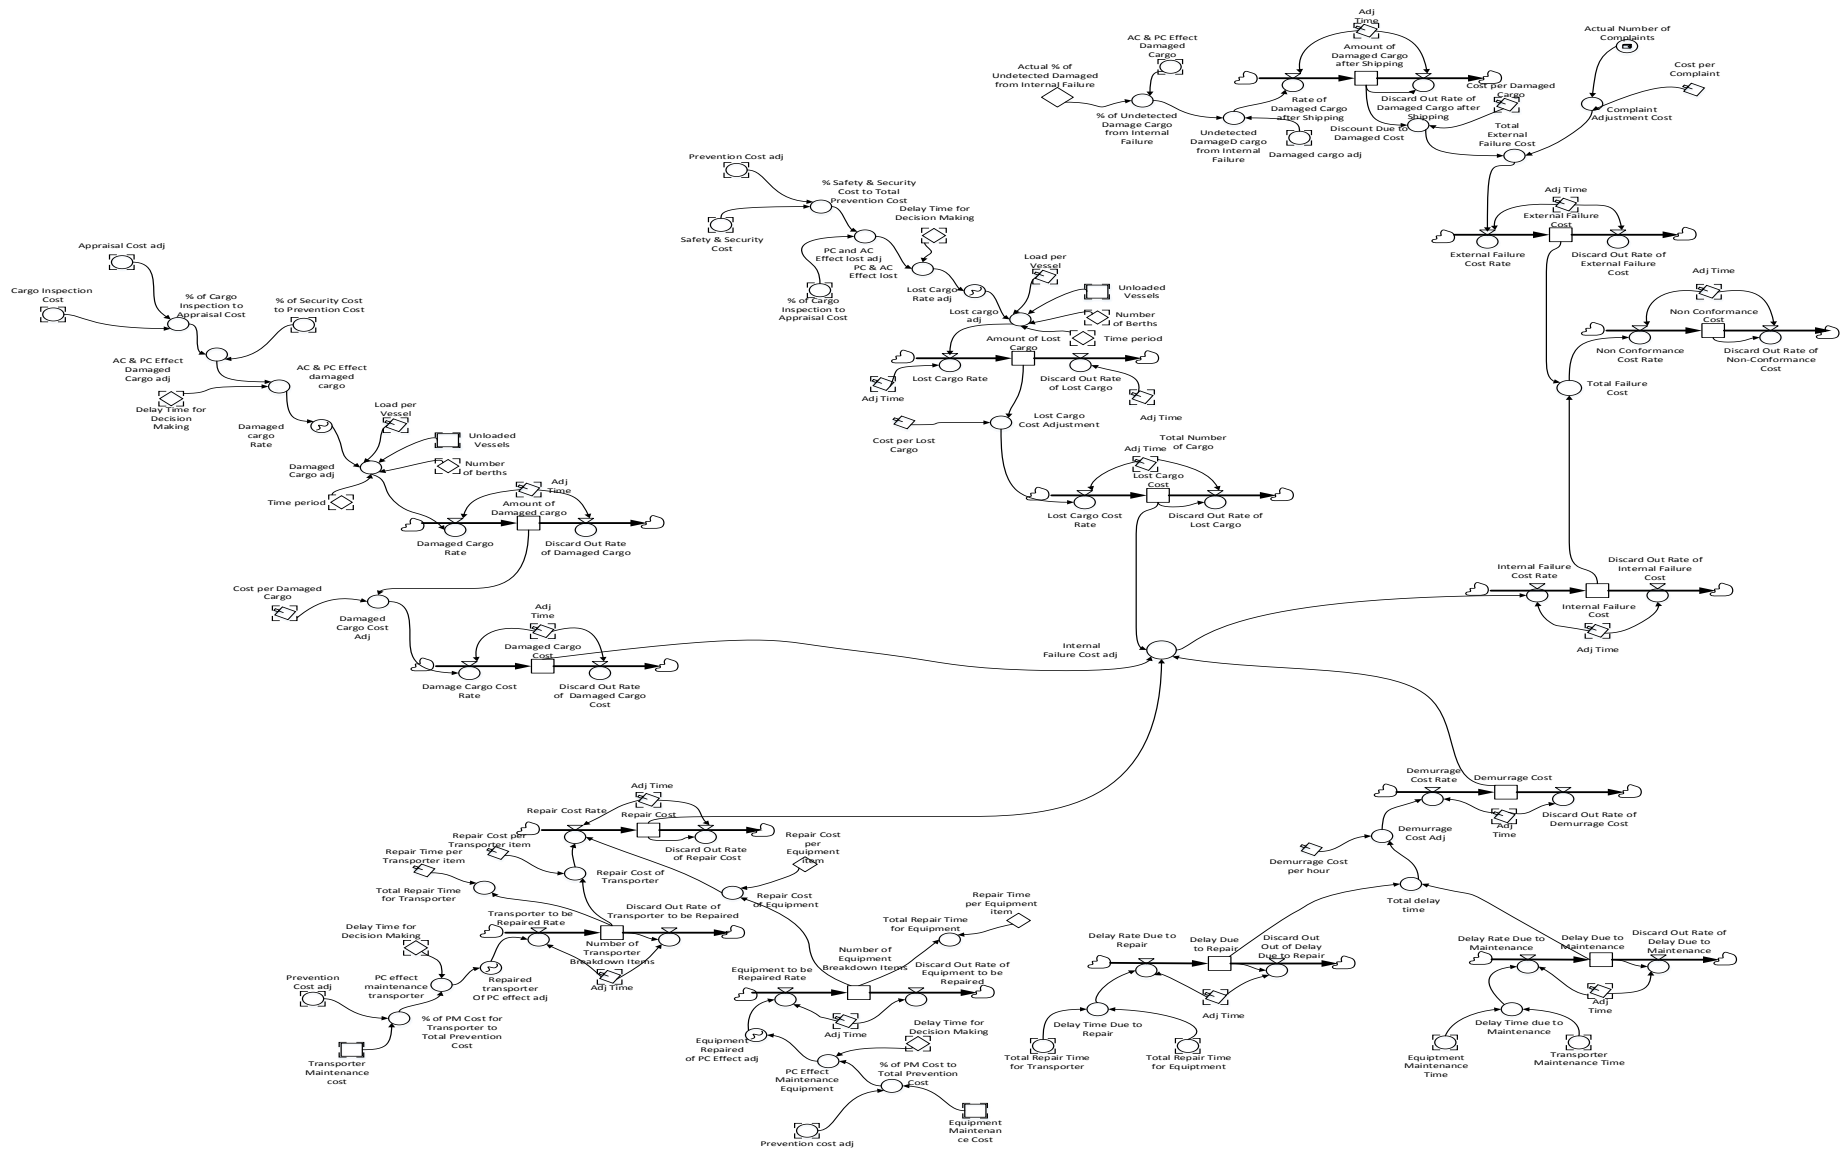 Adj
Time
Actual Number of
Complaints
AC & PC Effect
Damaged
Cargo
Amount of
Damaged Cargo
after Shipping
Actual % of
Undetected Damaged
from Internal Failure
Cost per
Complaint
Cost per Damaged
Cargo
Rate of
Damaged Cargo
after Shipping
Discard Out Rate of
Damaged Cargo after
Shipping
Complaint
Adjustment Cost
% of Undetected
Damage Cargo
from Internal
Failure
Undetected
DamageD cargo
from Internal
Failure
Discount Due to
Damaged Cost
Total
External
Failure Cost
Damaged cargo adj
Prevention Cost adj
% Safety & Security
Cost to Total
Prevention Cost
Delay Time for
Decision Making
Safety & Security
Cost
PC and AC
Effect lost adj
PC & AC
Effect lost
% of Cargo
Inspection to
Appraisal Cost
Lost Cargo
Rate adj
Load per
Vessel
Unloaded
Vessels
Lost cargo
adj
Number
of Berths
Time period
Amount of Lost
Cargo
Lost Cargo Rate
Discard Out Rate
of Lost Cargo
Adj Time
Adj Time
Cost per Lost
Cargo
Lost Cargo
Cost Adjustment
Total Number
of Cargo
Adj Time
Lost Cargo
Cost
Lost Cargo Cost
Rate
Discard Out Rate of
Lost Cargo
Adj Time
External Failure
Cost
External Failure
Cost Rate
Discard Out Rate of
External Failure
Cost
Adj Time
Non Conformance
Cost
Non Conformance
Cost Rate
Discard Out Rate of
Non-Conformance
Cost
Total Failure
Cost
Internal Failure
Cost Rate
Discard Out Rate of
Internal Failure
Cost
Internal Failure
Cost
Adj Time
Appraisal Cost adj
Cargo Inspection
Cost
% of Cargo
Inspection to
Appraisal Cost
% of Security Cost
to Prevention Cost
AC & PC Effect
Damaged
Cargo adj
AC & PC Effect
damaged
cargo
Delay Time for
Decision
Making
Damaged
cargo
Rate
Load per
Vessel
Unloaded
Vessels
Damaged
Cargo adj
Number
of berths
Time period
Adj
Time
Amount of
Damaged cargo
Damaged Cargo
Rate
Discard Out Rate
of Damaged Cargo
Cost per Damaged
Cargo
Damaged
Cargo Cost
Adj
Adj
Time
Damaged Cargo
Cost
Damage Cargo Cost
Rate
Discard Out Rate
of Damaged Cargo
Cost
Internal
Failure Cost adj
Adj Time
Repair Cost Rate
Repair Cost
Discard Out Rate
of Repair Cost
Repair Cost per
Transporter item
Repair Time per
Transporter item
Repair Cost
per
Equipment
item
Repair Cost of
Transporter
Total Repair Time
for Transporter
Repair Cost
of Equipment
Transporter to be
Repaired Rate
Discard Out Rate of
Transporter to be Repaired
Number of
Transporter
Breakdown Items
Adj Time
Delay Time for
Decision Making
Prevention
Cost adj
PC effect
maintenance
transporter
Repaired
transporter
Of PC effect adj
% of PM Cost for
Transporter to
Total Prevention
Cost
Transporter
Maintenance
cost
Repair Time
per Equipment
item
Total Repair Time
for Equipment
Number of
Equipment
Breakdown Items
Equipment to be
Repaired Rate
Discard Out Rate of
Equipment to be
Repaired
Adj Time
Equipment
Repaired
of PC Effect adj
Delay Time for
Decision Making
PC Effect
Maintenance
Equipment
% of PM Cost to
Total Prevention
Cost
Prevention cost adj
Equipment
Maintenan
ce Cost
Demurrage
Cost Rate
Demurrage Cost
Adj
Time
Discard Out Rate of
Demurrage Cost
Demurrage
Cost Adj
Demurrage Cost
per hour
Total delay
time
Delay Rate Due to
Repair
Delay Due
to Repair
Discard Out
Out of Delay
Due to Repair
Adj Time
Delay Time Due to
Repair
Total Repair Time
for Transporter
Total Repair Time
for Equiptment
Delay Rate Due to
Maintenance
Delay Due to
Maintenance
Discard Out Rate of
Delay Due to
Maintenance
Adj
Time
Delay Time due to
Maintenance
Equiptment
Maintenance
Time
Transporter
Maintenance Time